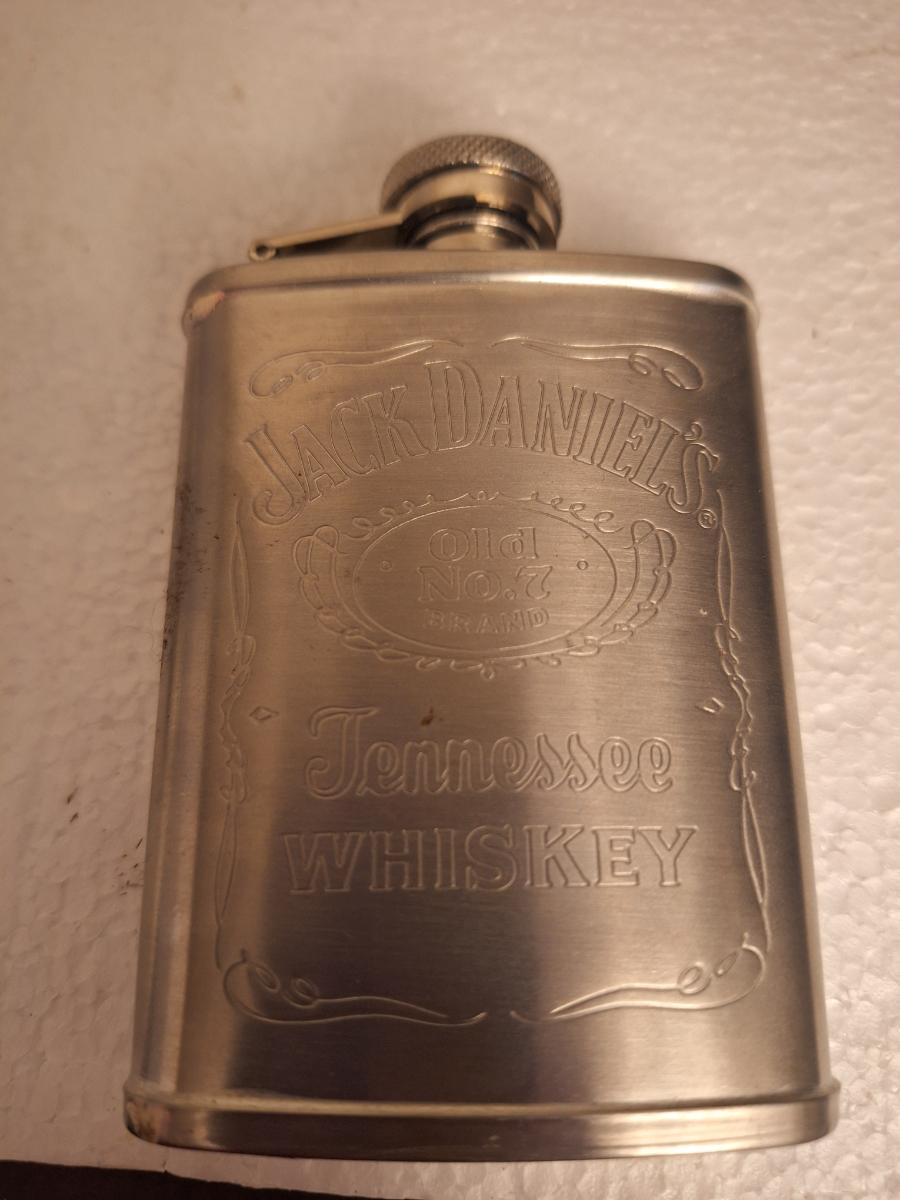 JACK DANIEL'S®
Old
No.7
BRAND
Tennessee
WHISKEY